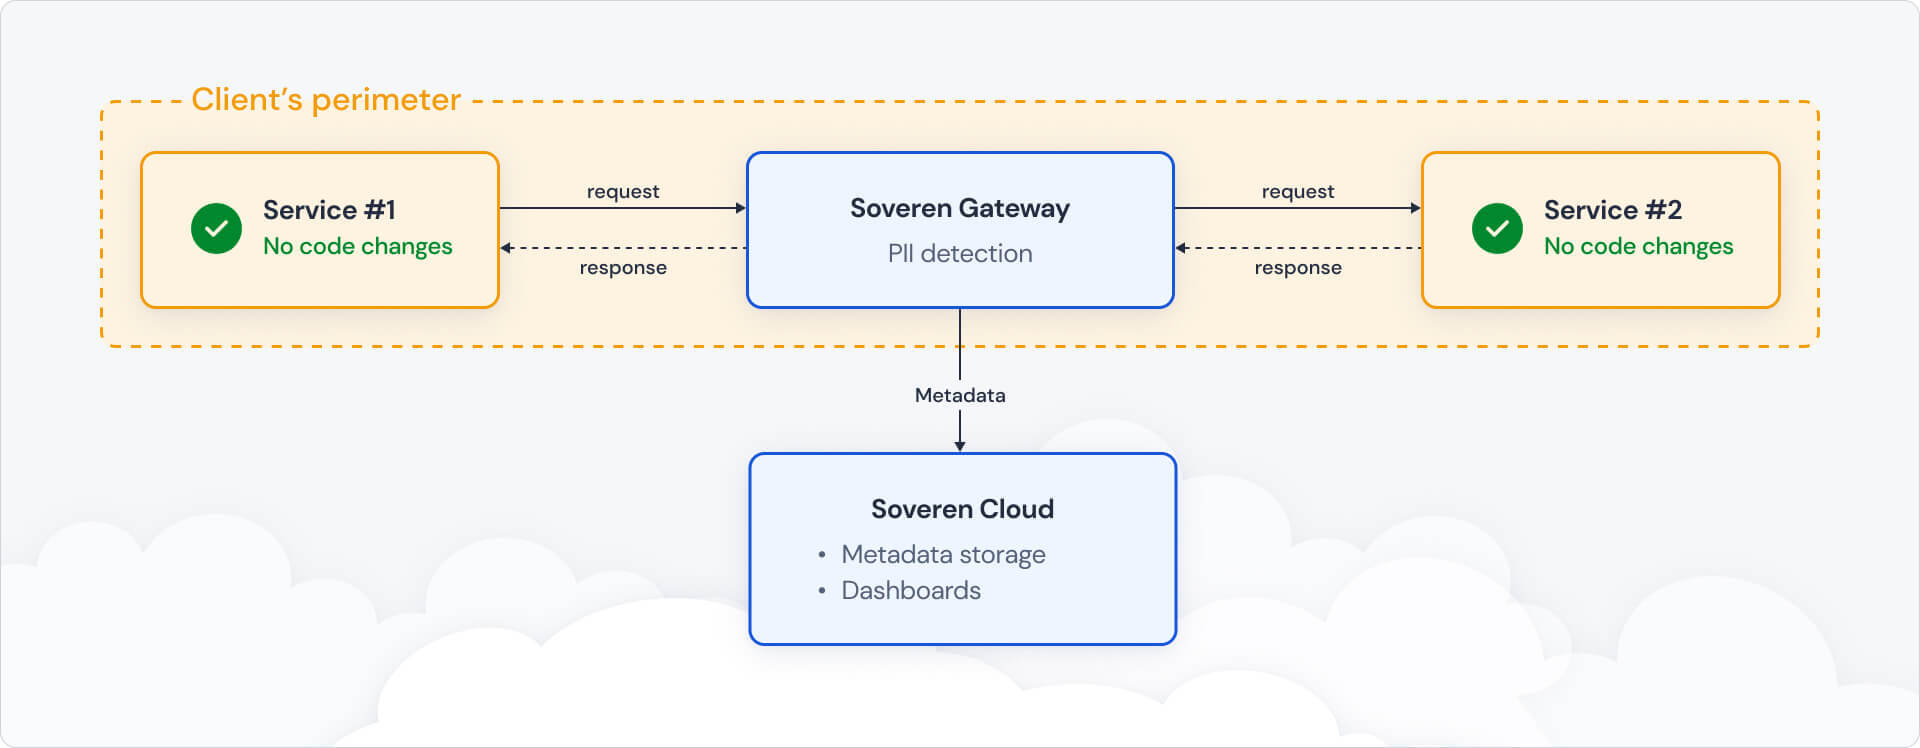 Client’s perimeter
Service #1
No code changes
request
response
Soveren Gateway
PII detection
request
response
Service #2
No code changes
Metadata
Soveren Cloud
• Metadada storage
• Dashboards